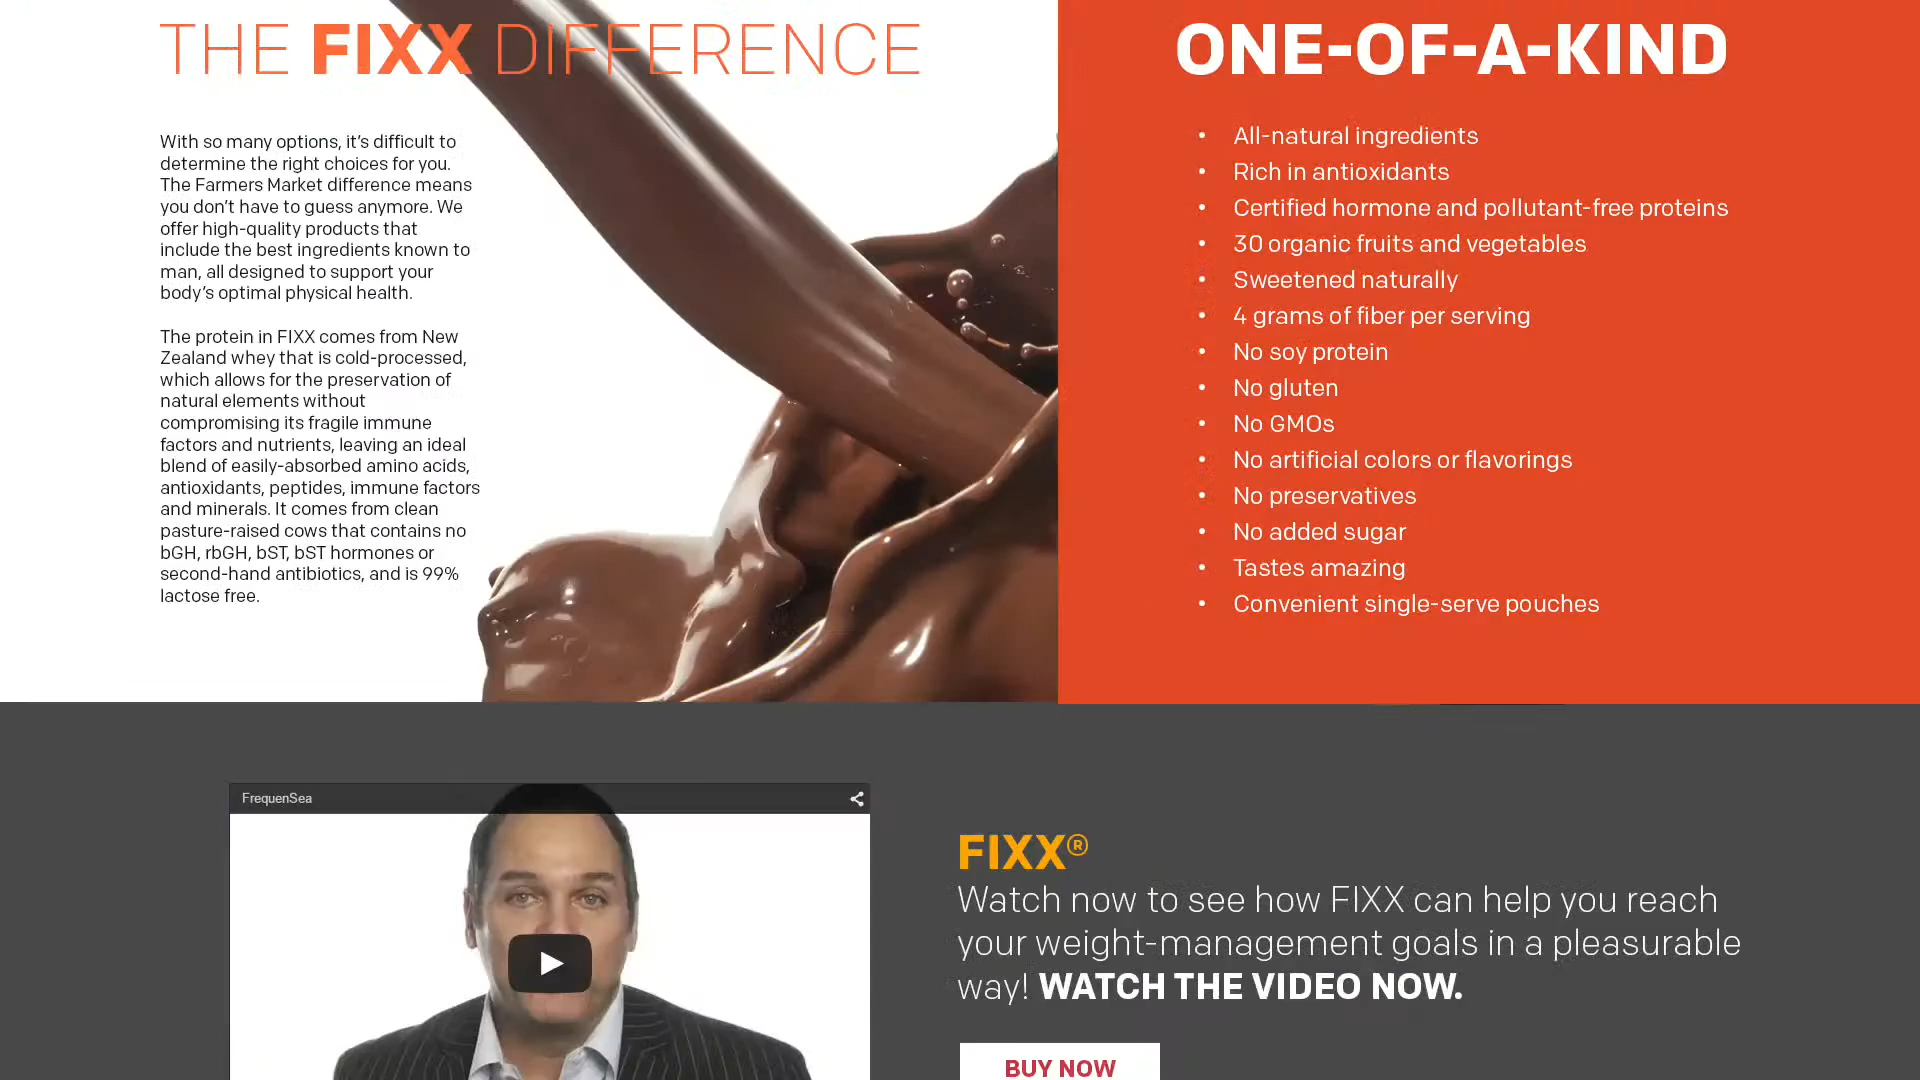 THE FIXX DIFFERENCE
With so many options, it's difficult to
determine the right choices for you.
The Farmers Market difference means
you don't have to guess anymore. We
offer high-quality products that
include the best ingredients known to
man, all designed to support your
body's optimal physical health.
The protein in FIXX comes from New
Zealand whey that is cold-processed,
which allows for the preservation of
natural elements without
compromising its fragile immune
factors and nutrients, leaving an ideal
blend of easily-absorbed amino acids,
antioxidants, peptides, immune factors
and minerals. It comes from clean
pasture-raised cows that contains no
bGH, rbGH, bST, bST hormones or
second-hand antibiotics, and is 99%
lactose free.
ONE-OF-A-KIND
• All-natural ingredients
• Rich in antioxidants
• Certified hormone and pollutant-free proteins
• 30 organic fruits and vegetables
• Sweetened naturally
• 4 grams of fiber per serving
• No soy protein
• No gluten
• No GMOs
• No artificial colors or flavorings
• No preservatives
• No added sugar
• Tastes amazing
• Convenient single-serve pouches
FrequenSea
FIXX®
Watch now to see how FIXX can help you reach
your weight-management goals in a pleasurable
way! WATCH THE VIDEO NOW.
BUY NOW